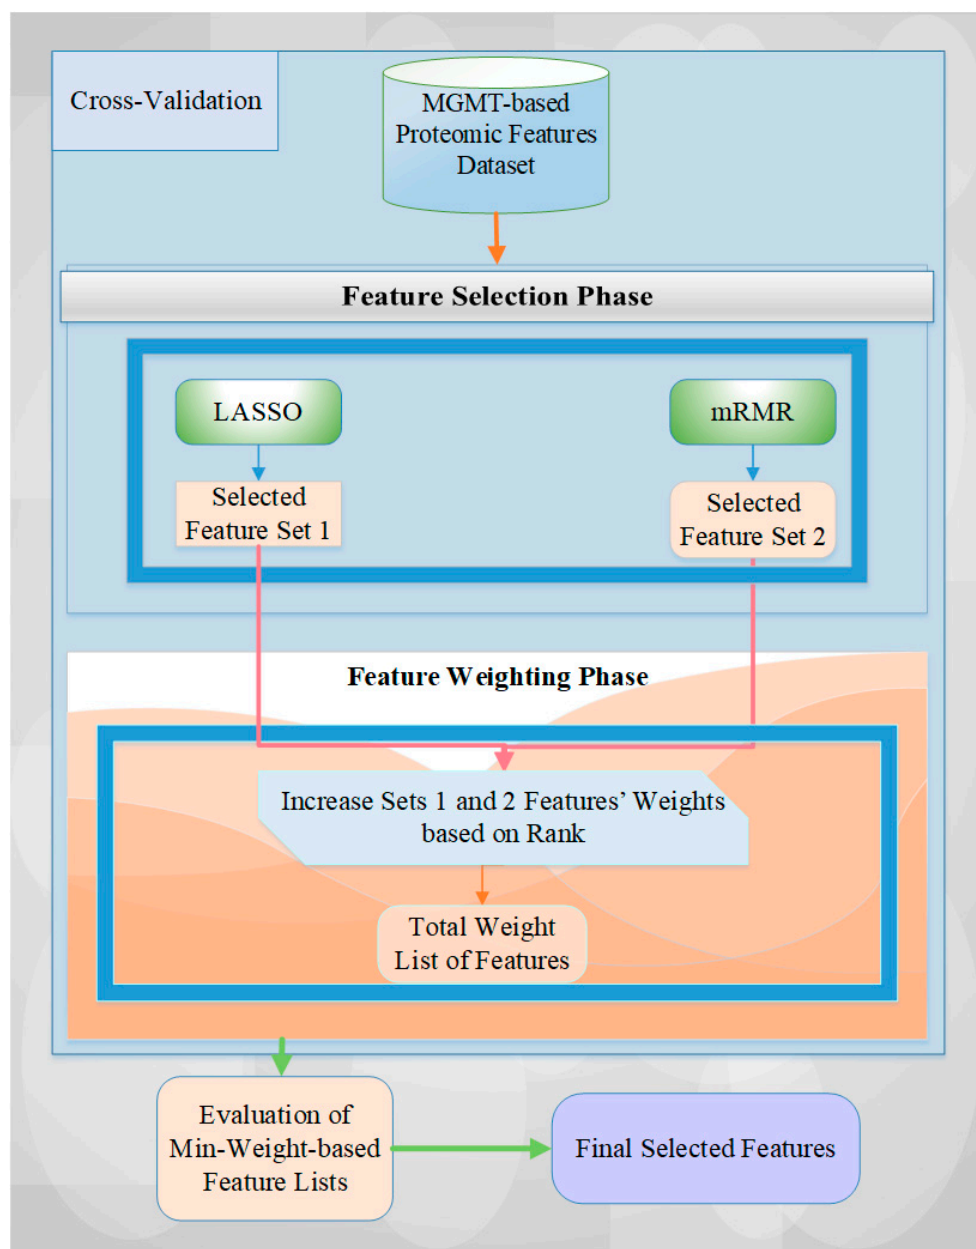 Cross-Validation
MGMT-based
Proteomic Features
Dataset
Feature Selection Phase
LASSO
mRMR
Selected
Feature Set 1
Selected
Feature Set 2
Feature Weighting Phase
Increase Sets 1 and 2 Features’ Weights
based on Rank
Total Weight
List of Features
Evaluation of
Min-Weight-based
Feature Lists
Final Selected Features